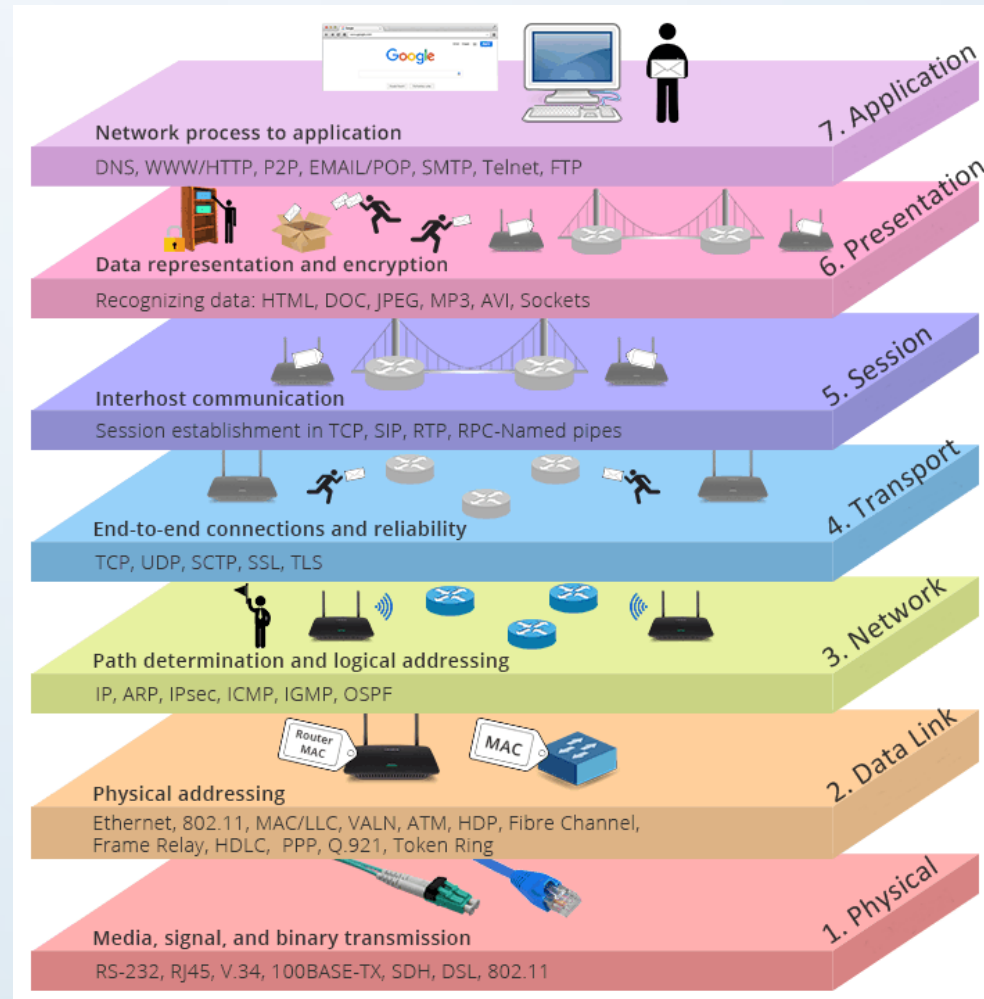 Google
7. Application
Network process to application
DNS, WWW/HTTP, P2P, EMAIL/POP, SMTP, Telnet, FTP
6. Presentation
Data representation and encryption
Recognizing data: HTML, DOC, JPEG, MP3, AVI, Sockets
5. Session
Interhost communication
Session establishment in TCP, SIP, RTP, RPC-Named pipes
4. Transport
End-to-end connections and reliability
TCP, UDP, SCTP, SSL, TLS
3. Network
Path determination and logical addressing
IP, ARP, IPsec, ICMP, IGMP, OSPF
Router
MAC
MAC
2. Data Link
Physical addressing
Ethernet, 802.11, MAC/LLC, VALN, ATM, HDP, Fibre Channel,
Frame Relay, HDLC, PPP, Q.921, Token Ring
1. Physical
Media, signal, and binary transmission
RS-232, RJ45, V.34, 100BASE-TX, SDH, DSL, 802.11